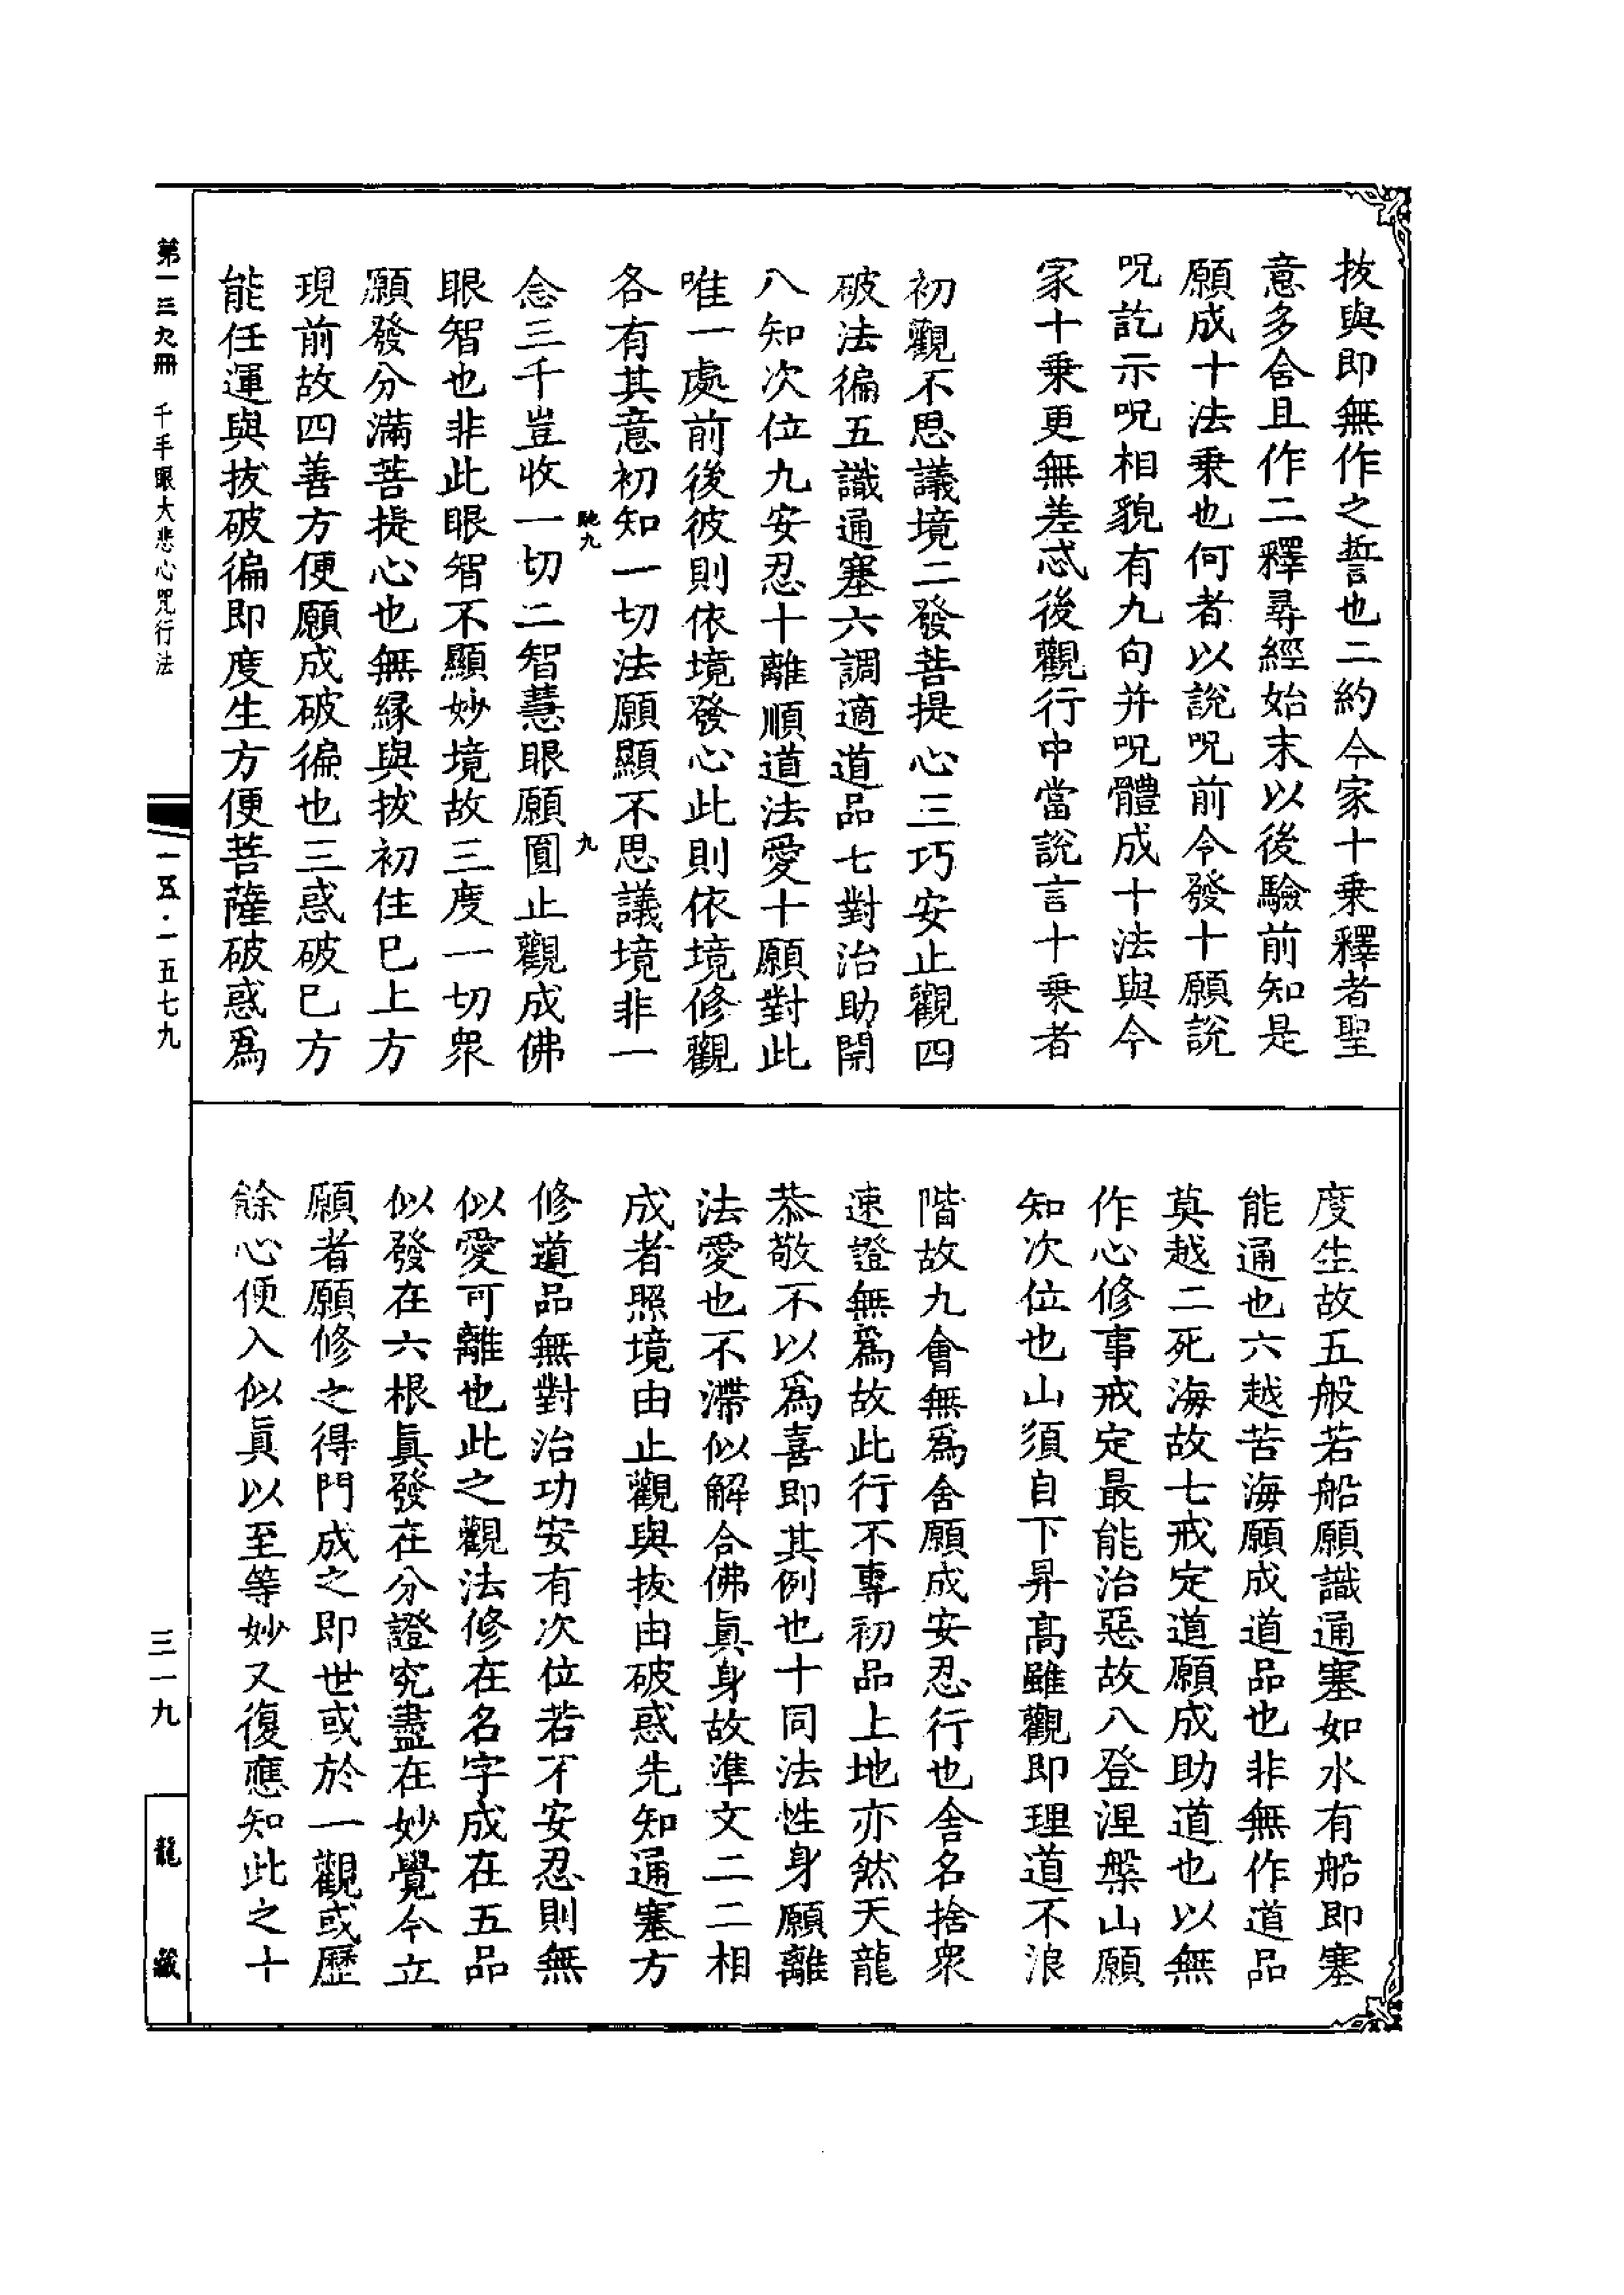 拔與即無作之誓也二約今家十乘釋者聖
意多含且作二釋尋經始末以後驗前知是
願成十法乘也何者以說呪前令發十願說
呪訖示呪相貌有九句并呪體成十法與今
家十乘更無差忒後觀行中當說言十乘者
初觀不思議境二發菩提心三巧安止觀四
破法徧五識通塞六調適道品七對治助開
八知次位九安忍十離順道法愛十願對此
唯一處前後彼則依境發心此則依境修觀
各有其意初知一切法願顯不思議境非一
馳九
九
念三千豈收一切二智慧眼願圓止觀成佛
眼智也非此眼智不顯妙境故三度一切眾
願發分滿菩提心也無緣與拔初住巳上方
現前故四善方便願成破徧也三惑破巳方
能任運與拔破徧即度生方便菩薩破惑爲
度生故五般若船願識通塞如水有船即塞
能通也六越苦海願成道品也非無作道品
莫越二死海故七戒定道願成助道也以無
作心修事戒定最能治惡故八登涅槃山願
知次位也山須自下昇高雖觀即理道不浪
階故九會無爲舍願成安忍行也舍名捨眾
速證無爲故此行不專初品上地亦然天龍
恭敬不以爲喜即其例也十同法性身願離
法愛也不滯似解合佛眞身故準文二二相
成者照境由止觀與拔由破惑先知通塞方
修道品無對治功安有次位若不安忍則無
似愛可離也此之觀法修在名字成在五品
似發在六根眞發在分證究盡在妙覺今立
願者願修之得門成之即世或於一觀或歷
餘心便入似眞以至等妙又復應知此之十
第一三九冊 千手眼大悲心呪行法
一五·一五七九
三一九
龍藏